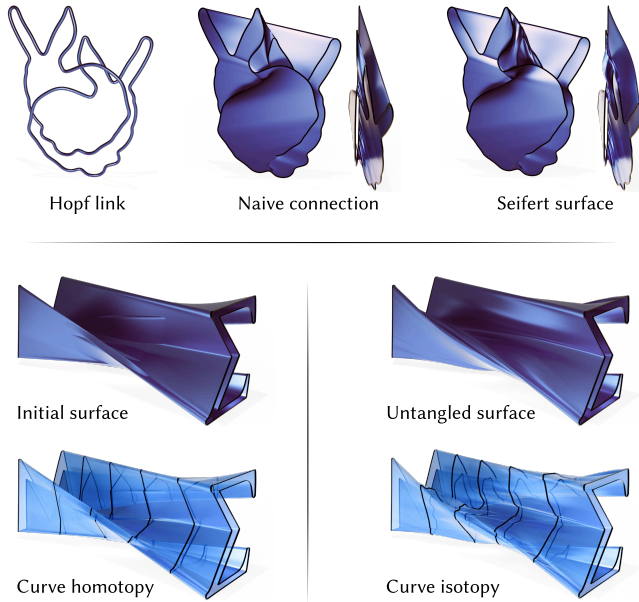 Hopf link
Naive connection
Seifert surface
Initial surface
Untangled surface
Curve homotopy
Curve isotopy